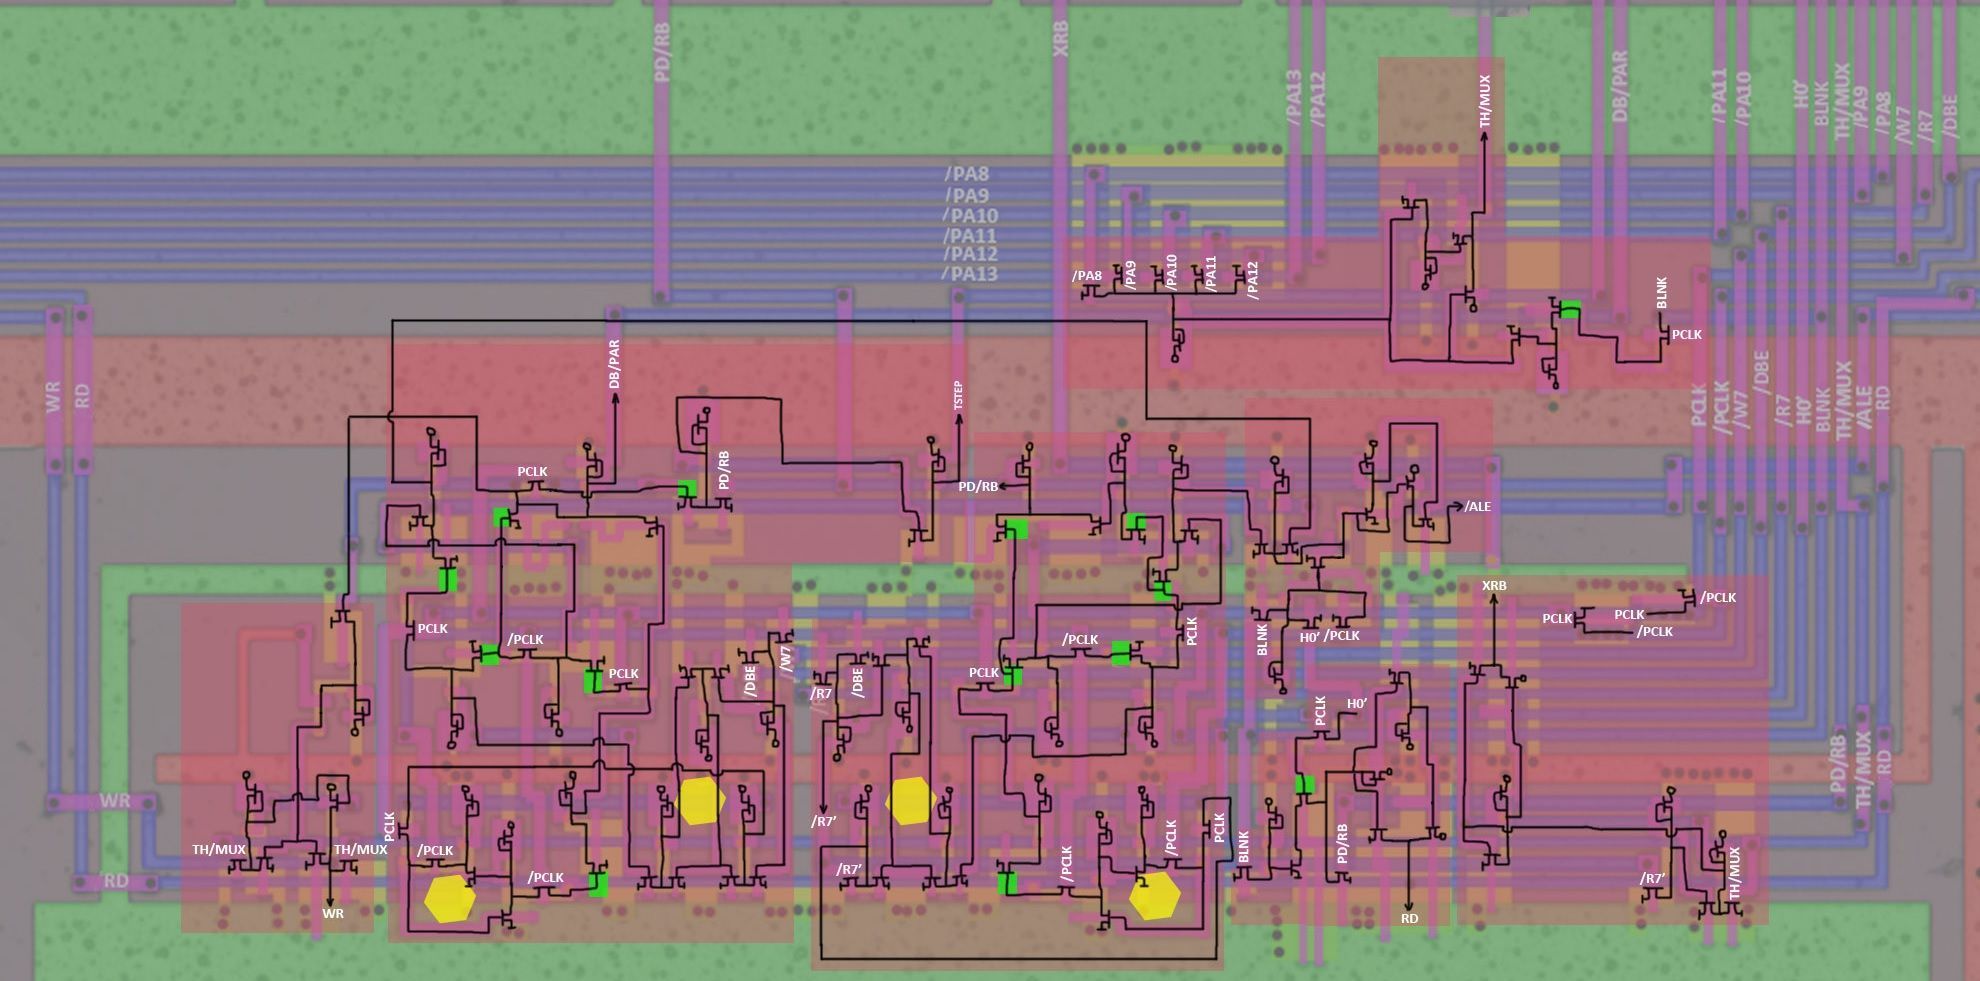 PD/RB
XRB
/PA13
/PA12
TH/MUX
DB/PAR
/PA11
/PA10
H0'
BLNK
TH/MUX
/PA9
/PA8
/W7
/R7
/DBE
/PA8
/PA9
/PA10
/PA11
/PA12
/PA13
/PA8
/PA9
/PA10
/PA11
/PA12
BLNK
PCLK
WR
RD
DB/PAR
TSTEP
PCLK
/PCLK
/W7
/DBE
/R7
H0'
BLNK
TH/MUX
/ALE
RD
PCLK
PD/RB
PD/RB
/ALE
XRB
PCLK
PCLK
/PCLK
/PCLK
PCLK
/PCLK
PCLK
/DBE
/W7
/R7
/DBE
PCLK
/PCLK
PCLK
BLNK
H0'
/PCLK
PCLK
H0'
PD/RB
TH/MUX
RD
WR
RD
TH/MUX
TH/MUX
WR
PCLK
/PCLK
/PCLK
/R7'
/R7'
/PCLK
/PCLK
PCLK
BLNK
PD/RB
RD
/R7'
TH/MUX